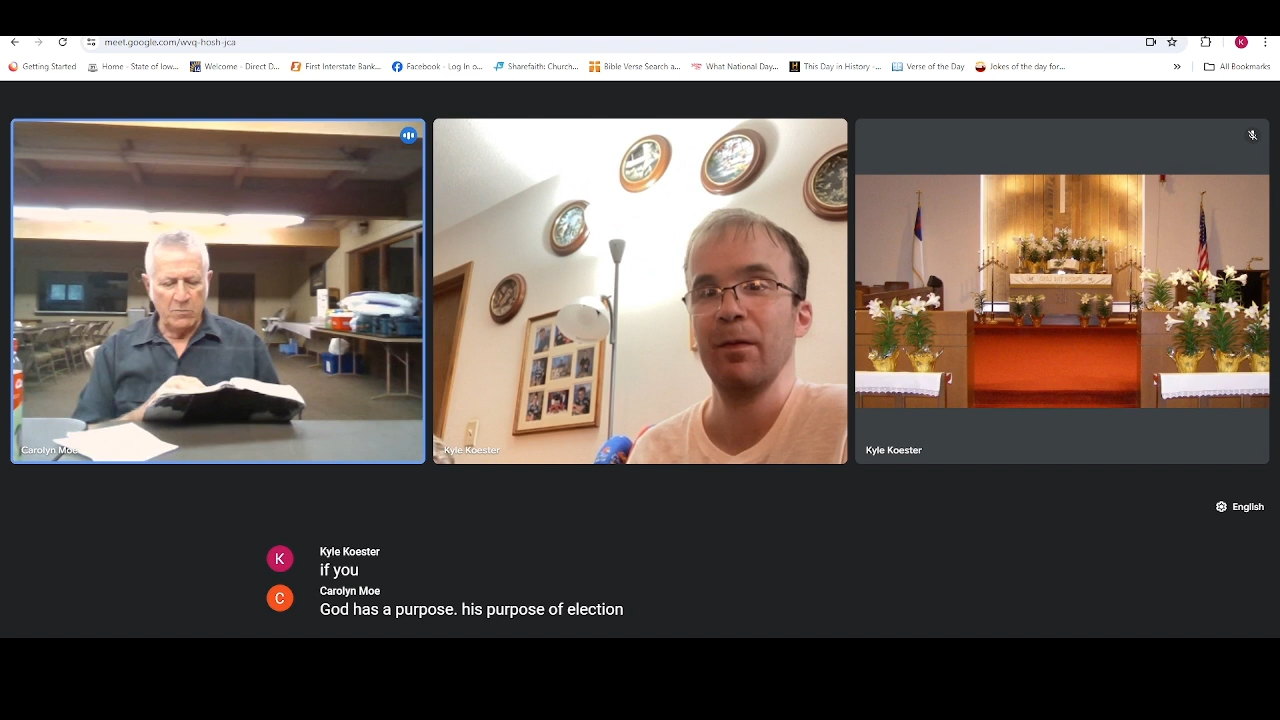 meet.google.com/wvq-hosh-jca
K
Getting Started
Home - State of Iow...
Welcome - Direct D...
First Interstate Bank...
Facebook - Log In o...
Sharefaith: Church...
Bible Verse Search a...
What National Day...
This Day in History -...
Verse of the Day
Jokes of the day for...
All Bookmarks
Carolyn Moe
Kyle Koester
Kyle Koester
English
K
Kyle Koester
if you
C
Carolyn Moe
God has a purpose. his purpose of election